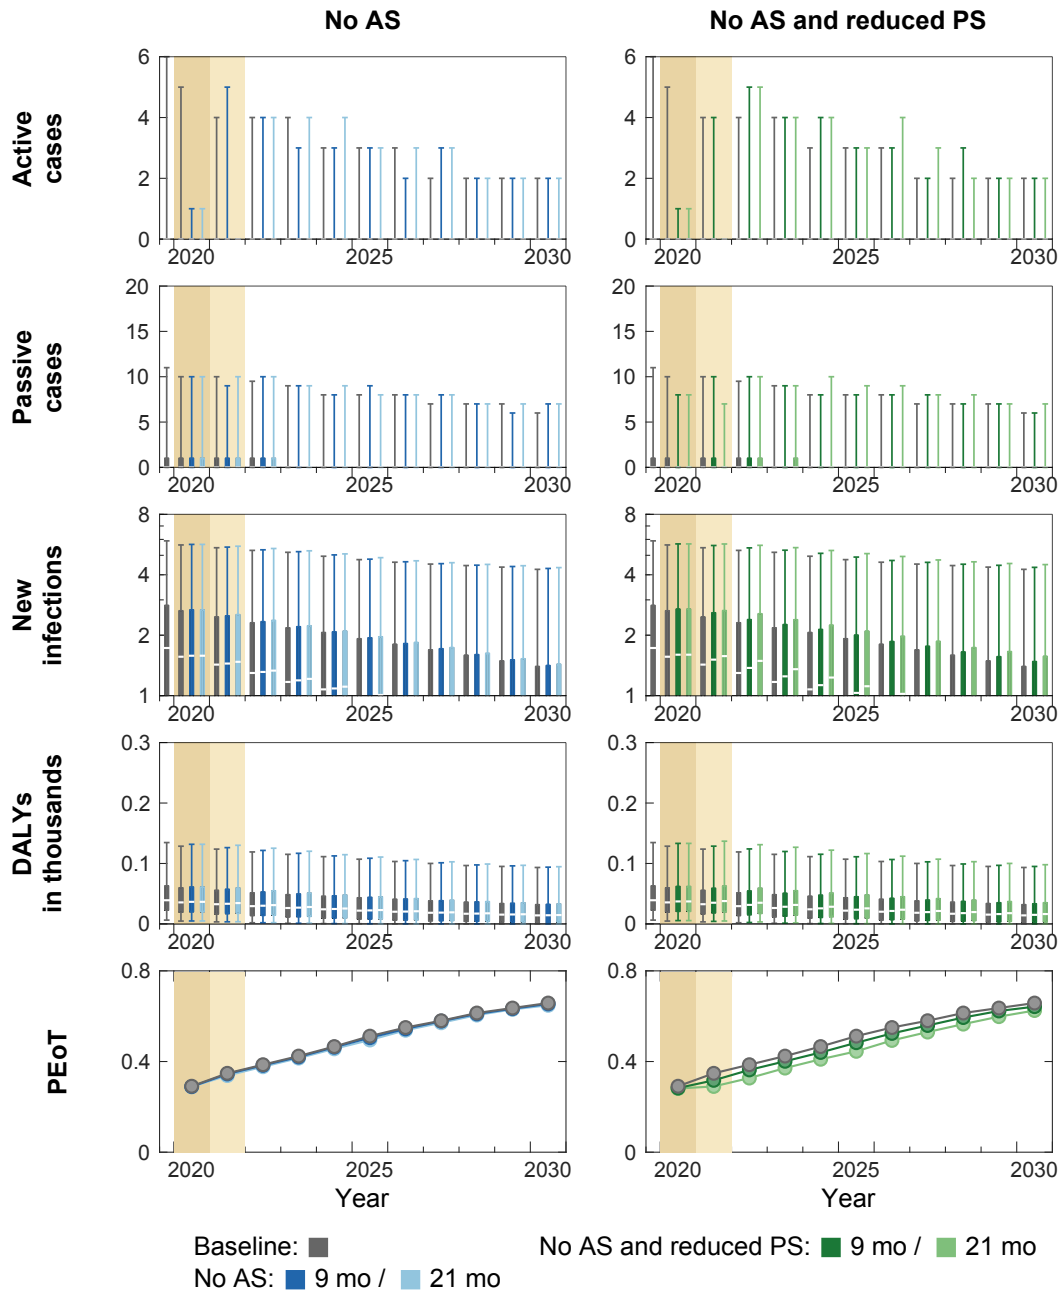 No AS
No AS and reduced PS
Active cases
6
4
2
0
2020 2025 2030
6
4
2
0
2020 2025 2030
Passive cases
20
15
10
5
0
2020 2025 2030
20
15
10
5
0
2020 2025 2030
New infections
8
4
2
1
2020 2025 2030
8
4
2
1
2020 2025 2030
DALYs in thousands
0.3
0.2
0.1
0
2020 2025 2030
0.3
0.2
0.1
0
2020 2025 2030
PEoT
0.8
0.4
0
2020 2025 2030
Year
0.8
0.4
0
2020 2025 2030
Year
Baseline:
No AS: 9 mo / 21 mo
No AS and reduced PS: 9 mo / 21 mo